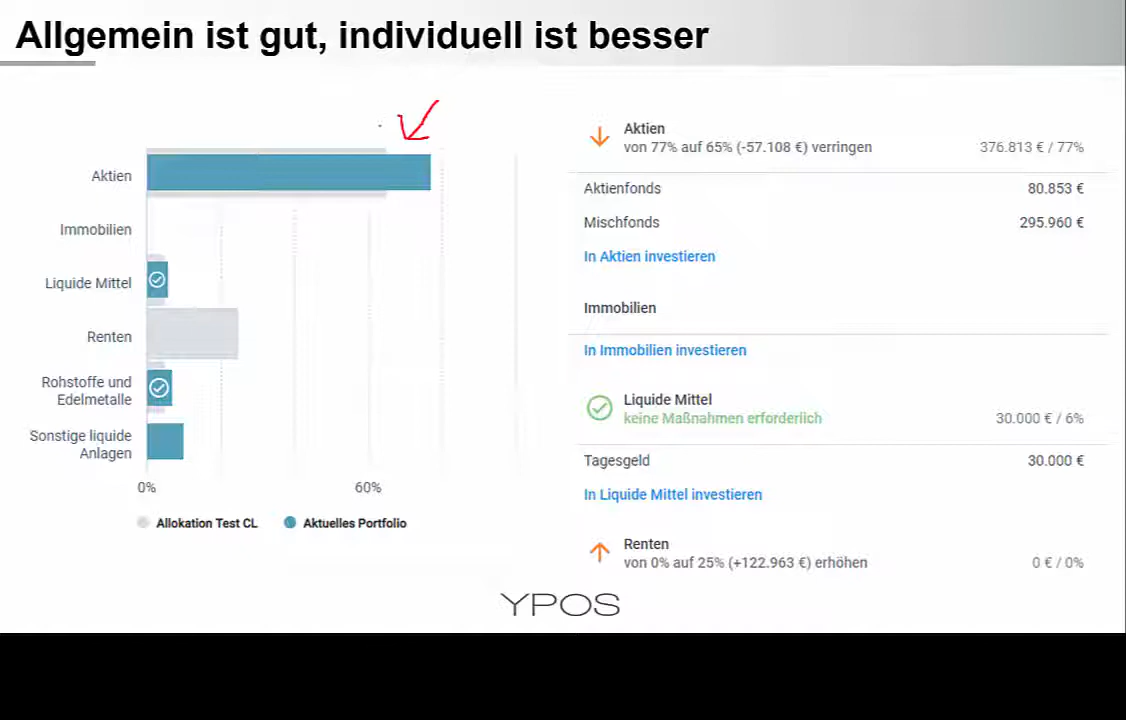 Allgemein ist gut, individuell ist besser
Aktien
Immobilien
Liquide Mittel
Renten
Rohstoffe und
Edelmetalle
Sonstige liquide
Anlagen
0%
60%
Allokation Test CL
Aktuelles Portfolio
Aktien
von 77% auf 65% (-57.108 €) verringen
376.813 € / 77%
Aktienfonds
80.853 €
Mischfonds
295.960 €
In Aktien investieren
Immobilien
In Immobilien investieren
Liquide Mittel
keine Maßnahmen erforderlich
30.000 € / 6%
Tagesgeld
30.000 €
In Liquide Mittel investieren
Renten
von 0% auf 25% (+122.963 €) erhöhen
0 € / 0%
YPOS